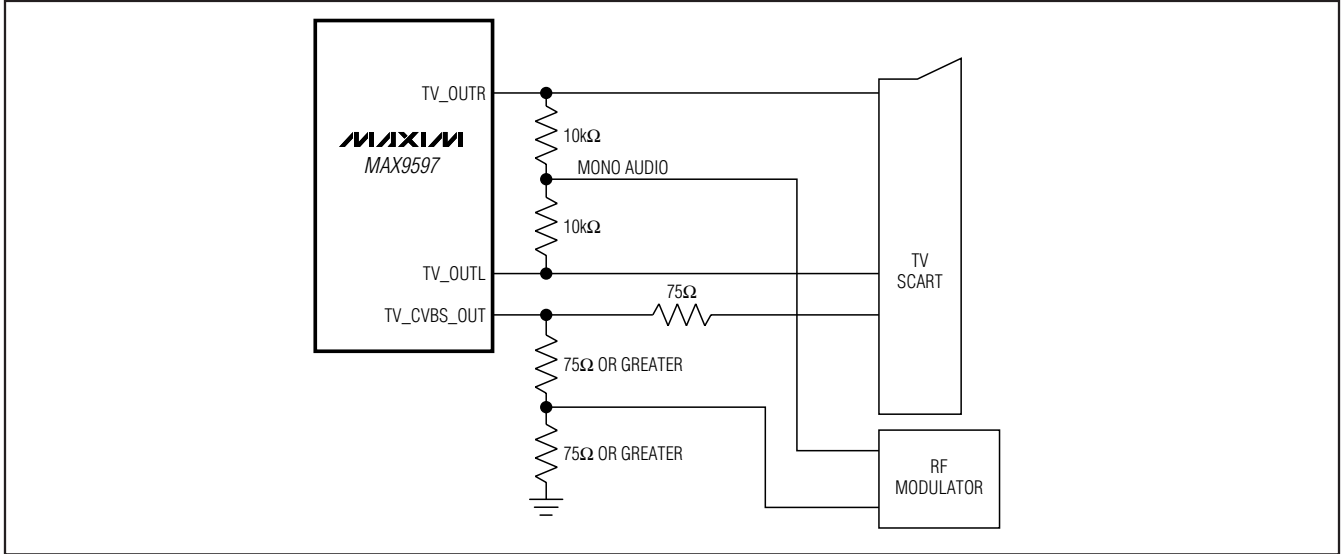 TV_OUTR
10kΩ
MAXIM
MAX9597
MONO AUDIO
10kΩ
TV_OUTL
TV
SCART
75Ω
TV_CVBS_OUT
75Ω OR GREATER
75Ω OR GREATER
RF
MODULATOR